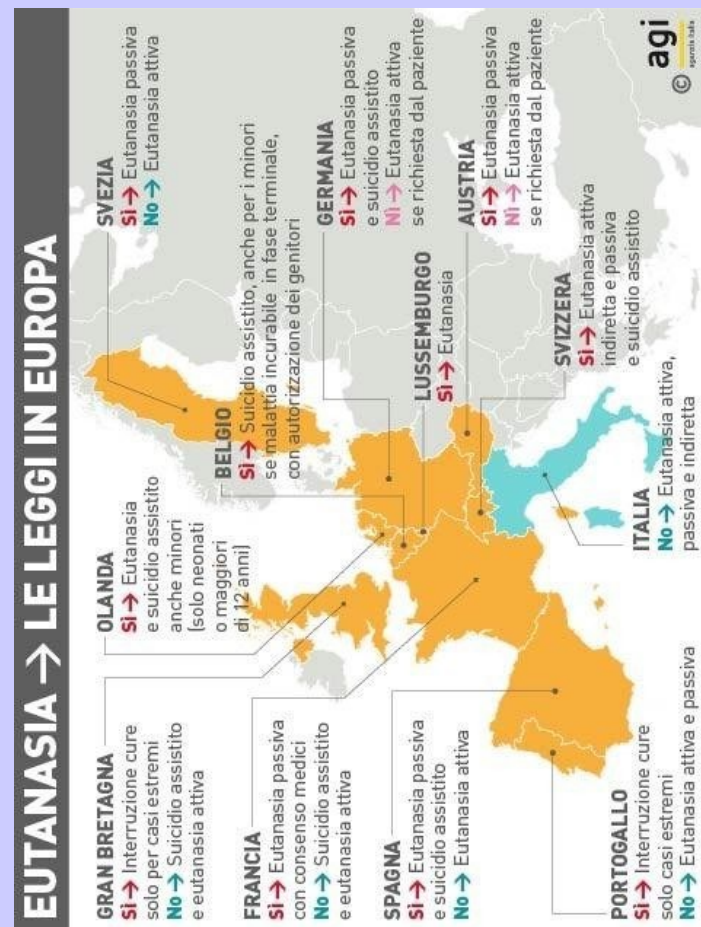 EUTANASIA → LE LEGGI IN EUROPA
GRAN BRETAGNA
Sì → Interruzione cure
solo per casi estremi
No → Suicidio assistito
e eutanasia attiva
OLANDA
Sì → Eutanasia
e suicidio assistito
anche minori
(solo neonati
o maggiori
di 12 anni)
SVEZIA
Sì → Eutanasia passiva
No → Eutanasia attiva
BELGIO
Sì → Suicidio assistito, anche per i minori
se malattia incurabile in fase terminale,
con autorizzazione dei genitori
FRANCIA
Sì → Eutanasia passiva
con consenso medici
No → Suicidio assistito
e eutanasia attiva
GERMANIA
Sì → Eutanasia passiva
e suicidio assistito
Nì → Eutanasia attiva
se richiesta dal paziente
LUSSEMBURGO
Sì → Eutanasia
SPAGNA
Sì → Eutanasia passiva
e suicidio assistito
No → Eutanasia attiva
AUSTRIA
Sì → Eutanasia passiva
Nì → Eutanasia attiva
se richiesta dal paziente
SVIZZERA
Sì → Eutanasia attiva
indiretta e passiva
e suicidio assistito
PORTOGALLO
Sì → Interruzione cure
solo casi estremi
No → Eutanasia attiva e passiva
ITALIA
No → Eutanasia attiva,
passiva e indiretta
© agi
agenzia italia